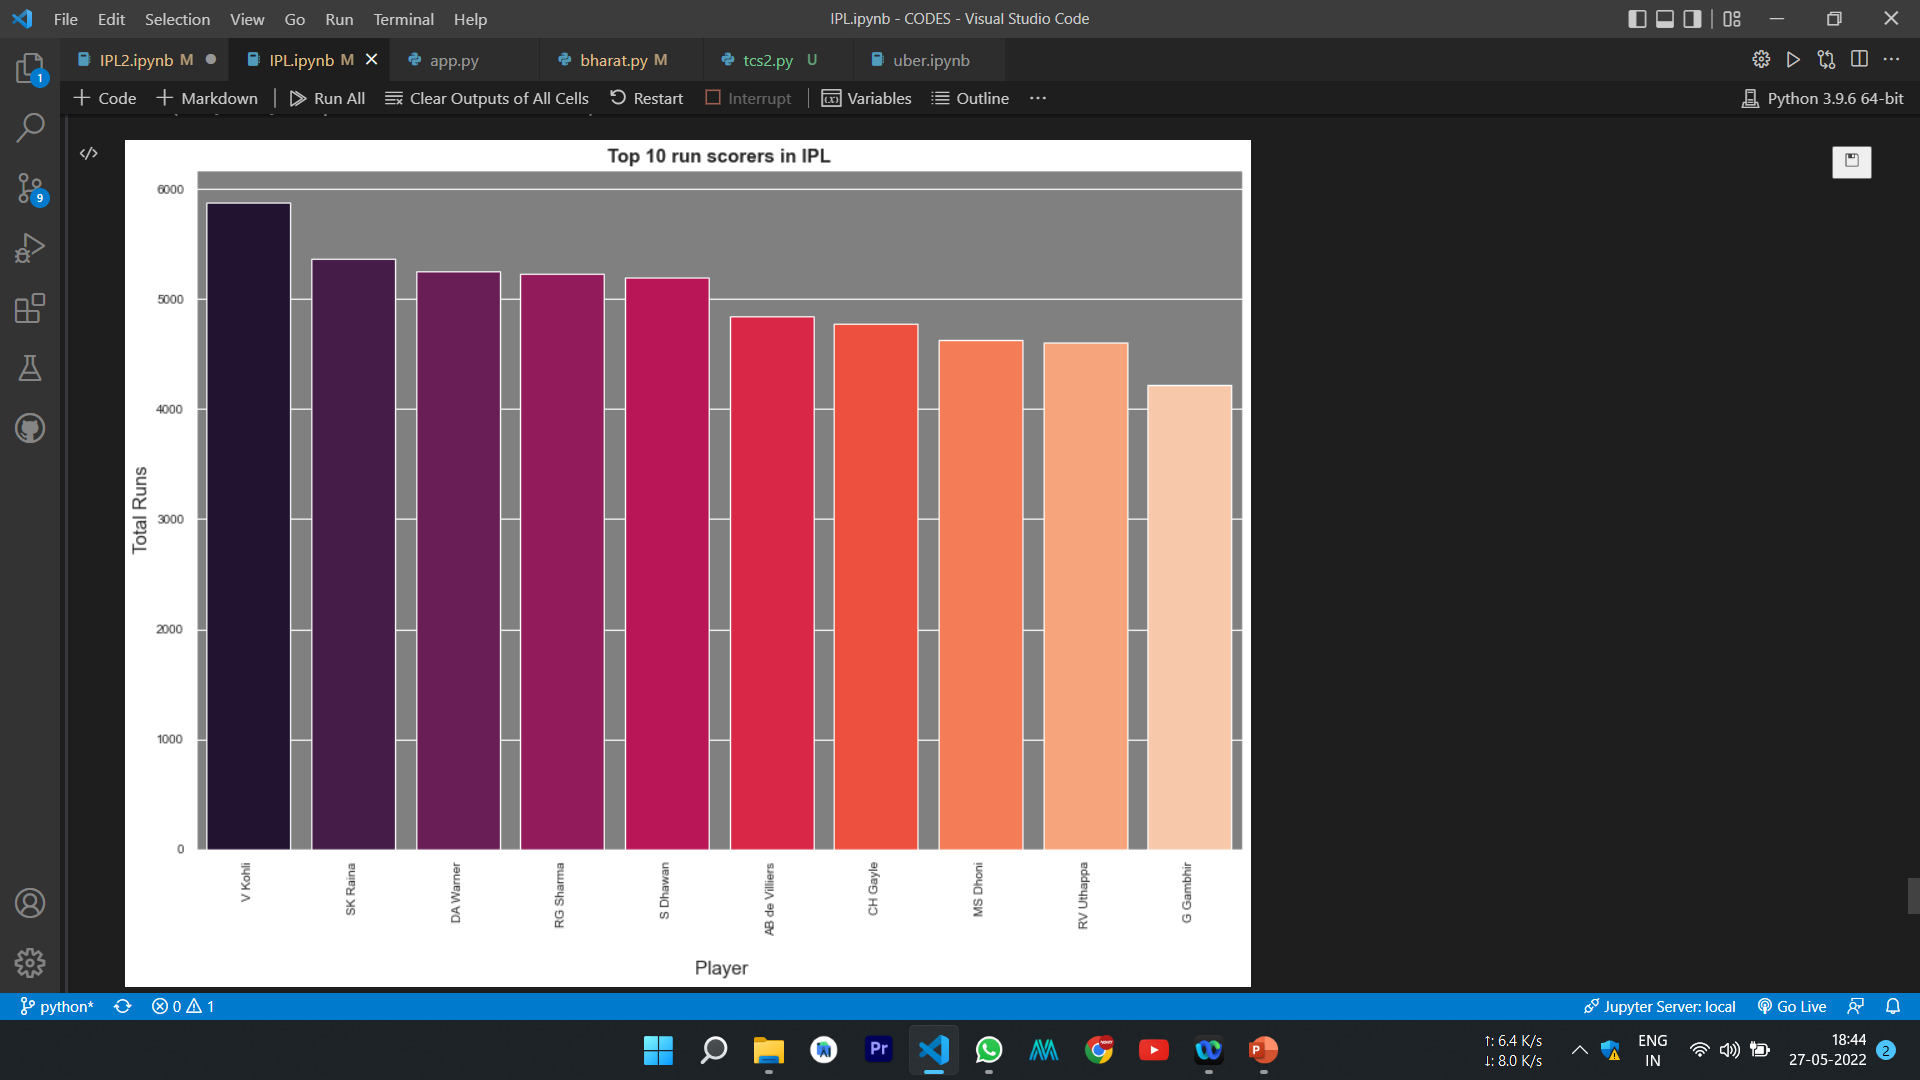 File Edit Selection View Go Run Terminal Help
IPL.ipynb - CODES - Visual Studio Code
1
IPL2.ipynb M
IPL.ipynb M
app.py
bharat.py M
tcs2.py U
uber.ipynb
Code
Markdown
Run All
Clear Outputs of All Cells
Restart
Interrupt
Variables
Outline
Python 3.9.6 64-bit
9
Top 10 run scorers in IPL
6000
5000
4000
3000
2000
1000
0
Total Runs
V Kohli
SK Raina
DA Warner
RG Sharma
S Dhawan
AB de Villiers
CH Gayle
MS Dhoni
RV Uthappa
G Gambhir
Player
python*
0
1
Jupyter Server: local
Go Live
Pr
P
↑: 6.4 K/s
↓: 8.0 K/s
ENG
IN
18:44
27-05-2022
2